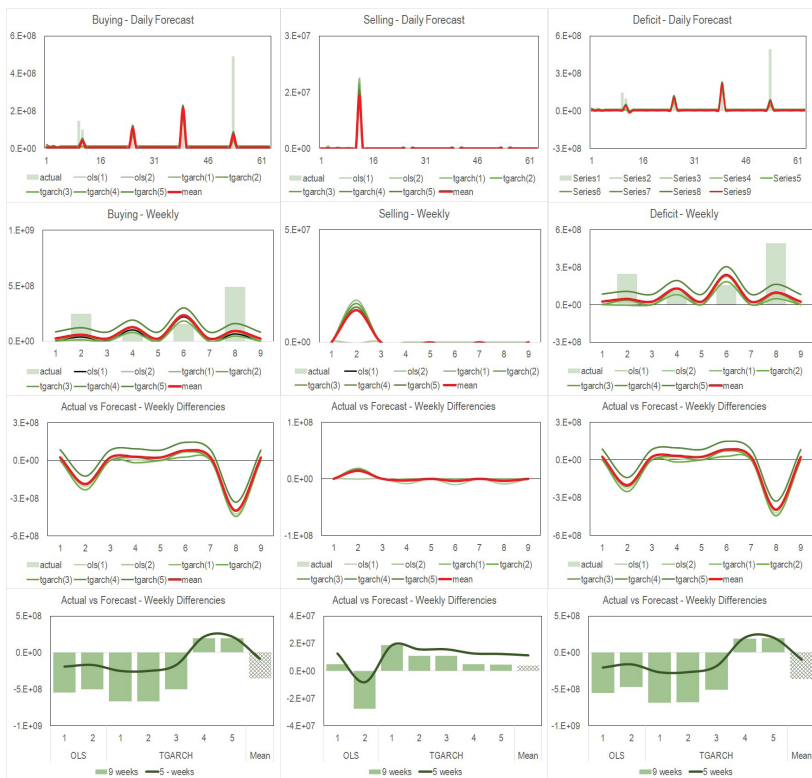 Buying - Daily Forecast
6.E+08
4.E+08
2.E+08
0.E+00
1 16 31 46 61
actual ols(1) ols(2) tgarch(1) tgarch(2)
tgarch(3) tgarch(4) tgarch(5) mean
Selling - Daily Forecast
3.E+07
2.E+07
1.E+07
0.E+00
1 16 31 46 61
actual ols(1) ols(2) tgarch(1) tgarch(2)
tgarch(3) tgarch(4) tgarch(5) mean
Deficit - Daily Forecast
6.E+08
3.E+08
0.E+00
-3.E+08
1 16 31 46 61
Series1 Series2 Series3 Series4 Series5
Series6 Series7 Series8 Series9
Buying - Weekly
1.E+09
5.E+08
0.E+00
1 2 3 4 5 6 7 8 9
actual ols(1) ols(2) tgarch(1) tgarch(2)
tgarch(3) tgarch(4) tgarch(5) mean
Selling - Weekly
5.E+07
0.E+00
1 2 3 4 5 6 7 8 9
actual ols(1) ols(2) tgarch(1) tgarch(2)
tgarch(3) tgarch(4) tgarch(5) mean
Deficit - Weekly
6.E+08
3.E+08
0.E+00
-3.E+08
1 2 3 4 5 6 7 8 9
actual ols(1) ols(2) tgarch(1) tgarch(2)
tgarch(3) tgarch(4) tgarch(5) mean
Actual vs Forecast - Weekly Differences
3.E+08
0.E+00
-3.E+08
-6.E+08
1 2 3 4 5 6 7 8 9
actual ols(1) ols(2) tgarch(1) tgarch(2)
tgarch(3) tgarch(4) tgarch(5) mean
Actual vs Forecast - Weekly Differences
1.E+08
0.E+00
-1.E+08
1 2 3 4 5 6 7 8 9
actual ols(1) ols(2) tgarch(1) tgarch(2)
tgarch(3) tgarch(4) tgarch(5) mean
Actual vs Forecast - Weekly Differences
3.E+08
0.E+00
-3.E+08
-6.E+08
1 2 3 4 5 6 7 8 9
actual ols(1) ols(2) tgarch(1) tgarch(2)
tgarch(3) tgarch(4) tgarch(5) mean
Actual vs Forecast - Weekly Differences
5.E+08
0.E+00
-5.E+08
-1.E+09
1 2 1 2 3 4 5
OLS TGARCH Mean
9 weeks 5 - weeks
Actual vs Forecast - Weekly Differences
4.E+07
2.E+07
0.E+00
-2.E+07
-4.E+07
1 2 1 2 3 4 5
OLS TGARCH Mean
9 weeks 5 weeks
Actual vs Forecast - Weekly Differences
5.E+08
0.E+00
-5.E+08
-1.E+09
1 2 1 2 3 4 5
OLS TGARCH Mean
9 weeks 5 weeks